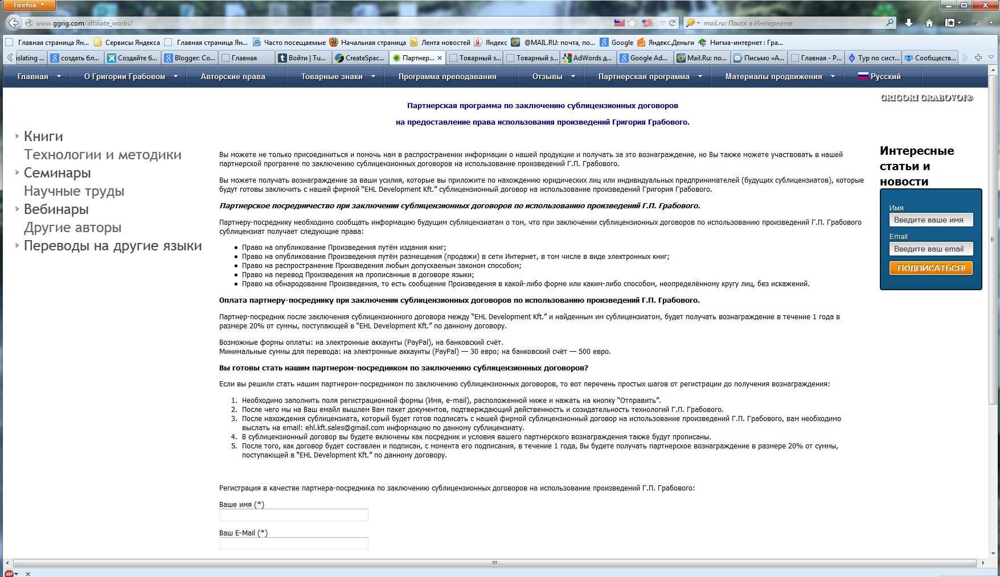 Firefox
www.ggrig.com/affiliate_works/
mail.ru: Поиск в Интернете
Главная страница Ян...
Сервисы Яндекса
Главная страница Ян...
Часто посещаемые
Начальная страница
Лента новостей
Яндекс
@MAIL.RU: почта, по...
Google
Яндекс.Деньги
Нигма-интернет : Гра...
slating ...
создать бл...
Создайте б...
Blogger: Co...
Главная
Войти | Tu...
CreateSpac...
Партнер...
Товарный з...
Товарный з...
AdWords д...
Google Ad...
Mail.Ru: по...
Письмо «А...
Главная - Р...
Тур по сист...
Сообществ...
Главная
О Григории Грабовом
Авторские права
Товарные знаки
Программа преподавания
Отзывы
Партнерская программа
Материалы продвижения
Русский
GRIGORI GRABOVOI®
Партнерская программа по заключению сублицензионных договоров
на предоставление права использования произведений Григория Грабового.
Книги
Технологии и методики
Семинары
Научные труды
Вебинары
Другие авторы
Переводы на другие языки
Вы можете не только присоединиться и помочь нам в распространении информации о нашей продукции и получать за это вознаграждение, но Вы также можете участвовать в нашей
партнерской программе по заключению сублицензионных договоров на использование произведений Г.П. Грабового.
Вы можете получать вознаграждение за ваши усилия, которые вы приложите по нахождению юридических лиц или индивидуальных предпринимателей (будущих сублицензиатов), которые
будут готовы заключить с нашей фирмой “EHL Development Kft.” сублицензионный договор на использование произведений Григория Грабового.
Партнерское посредничество при заключении сублицензионных договоров по использованию произведений Г.П. Грабового.
Партнеру-посреднику необходимо сообщать информацию будущим сублицензиатам о том, что при заключении сублицензионных договоров по использованию произведений Г.П. Грабового
сублицензиат получает следующие права:
Право на опубликование Произведения путём издания книг;
Право на опубликование Произведения путём размещения (продажи) в сети Интернет, в том числе в виде электронных книг;
Право на распространение Произведения любым допускаемым законом способом;
Право на перевод Произведения на прописанные в договоре языки;
Право на обнародование Произведения, то есть сообщение Произведения в какой-либо форме или каким-либо способом, неопределённому кругу лиц, без искажений.
Оплата партнеру-посреднику при заключении сублицензионных договоров по использованию произведений Г.П. Грабового.
Партнер-посредник после заключения сублицензионного договора между “EHL Development Kft.” и найденным им сублицензиатом, будет получать вознаграждение в течение 1 года в
размере 20% от суммы, поступающей в “EHL Development Kft.” по данному договору.
Возможные формы оплаты: на электронные аккаунты (PayPal), на банковский счёт.
Минимальные суммы для перевода: на электронные аккаунты (PayPal) — 30 евро; на банковский счёт — 500 евро.
Вы готовы стать нашим партнером-посредником по заключению сублицензионных договоров?
Если вы решили стать нашим партнером-посредником по заключению сублицензионных договоров, то вот перечень простых шагов от регистрации до получения вознаграждения:
1. Необходимо заполнить поля регистрационной формы (Имя, e-mail), расположенной ниже и нажать на кнопку “Отправить”.
2. После чего мы на Ваш емайл вышлем Вам пакет документов, подтверждающий действенность и созидательность технологий Г.П. Грабового.
3. После нахождения сублицензиата, который будет готов подписать с нашей фирмой сублицензионный договор на использование произведений Г.П. Грабового, вам необходимо
выслать на email: ehl.kft.sales@gmail.com информацию по данному сублицензиату.
4. В сублицензионный договор вы будете включены как посредник и условия вашего партнерского вознаграждения также будут прописаны.
5. После того, как договор будет составлен и подписан, с момента его подписания, в течение 1 года, Вы будете получать партнерское вознаграждение в размере 20% от суммы,
поступающей в “EHL Development Kft.” по данному договору.
Регистрация в качестве партнера-посредника по заключению сублицензионных договоров на использование произведений Г.П. Грабового:
Ваше имя (*)
Ваш E-Mail (*)
Интересные
статьи и
новости
Имя
Введите ваше имя
Email
Введите ваш email
ПОДПИСАТЬСЯ!
ABP